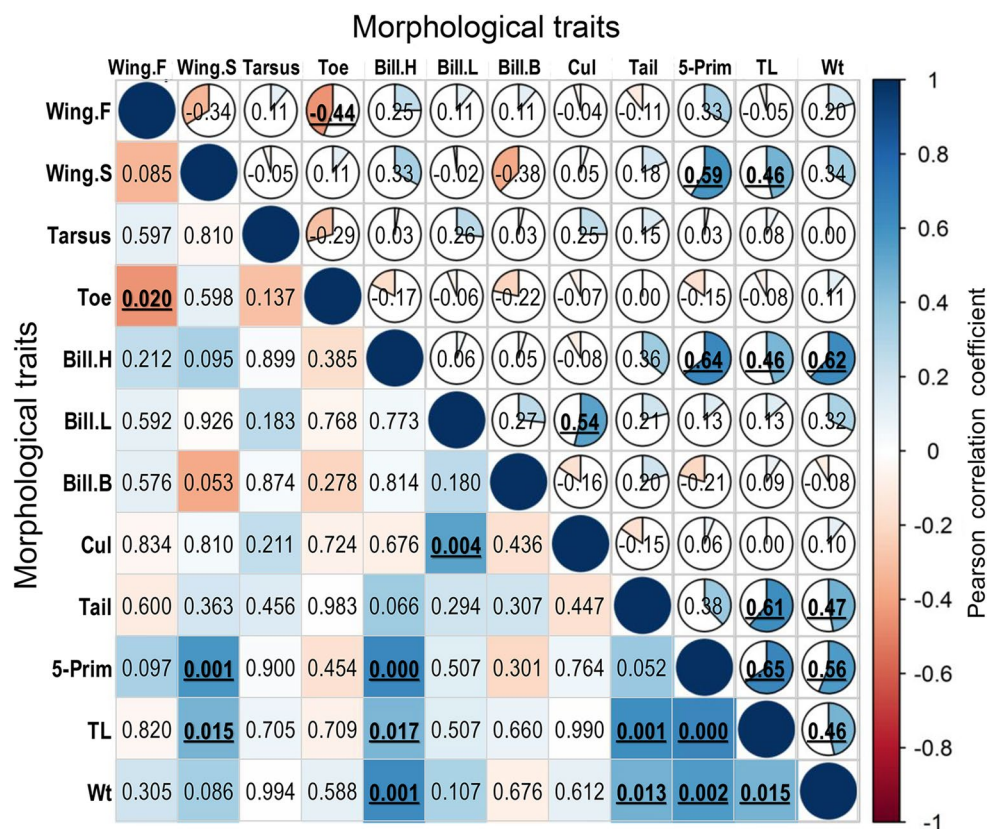 Morphological traits
Wing.F Wing.S Tarsus Toe Bill.H Bill.L Bill.B Cul Tail 5-Prim TL Wt
Wing.F -0.34 0.11 -0.44 0.25 0.11 0.11 -0.04 -0.11 0.33 -0.05 0.20
Wing.S 0.085 -0.05 0.11 0.33 -0.02 -0.38 0.05 0.18 0.59 0.46 0.34
Tarsus 0.597 0.810 -0.29 0.03 0.26 0.03 0.25 0.15 0.03 0.08 0.00
Toe 0.020 0.598 0.137 -0.17 -0.06 -0.22 -0.07 0.00 -0.15 -0.08 0.11
Bill.H 0.212 0.095 0.899 0.385 0.06 0.05 -0.08 0.36 0.64 0.46 0.62
Bill.L 0.592 0.926 0.183 0.768 0.773 0.27 0.54 0.21 0.13 0.13 0.32
Bill.B 0.576 0.053 0.874 0.278 0.814 0.180 -0.16 0.20 -0.21 0.09 -0.08
Cul 0.834 0.810 0.211 0.724 0.676 0.004 0.436 -0.15 0.06 0.00 0.10
Tail 0.600 0.363 0.456 0.983 0.066 0.294 0.307 0.447 0.38 0.61 0.47
5-Prim 0.097 0.001 0.900 0.454 0.000 0.507 0.301 0.764 0.052 0.65 0.56
TL 0.820 0.015 0.705 0.709 0.017 0.507 0.660 0.990 0.001 0.000 0.46
Wt 0.305 0.086 0.994 0.588 0.001 0.107 0.676 0.612 0.013 0.002 0.015
Morphological traits
1
0.8
0.6
0.4
0.2
0
-0.2
-0.4
-0.6
-0.8
-1
Pearson correlation coefficient